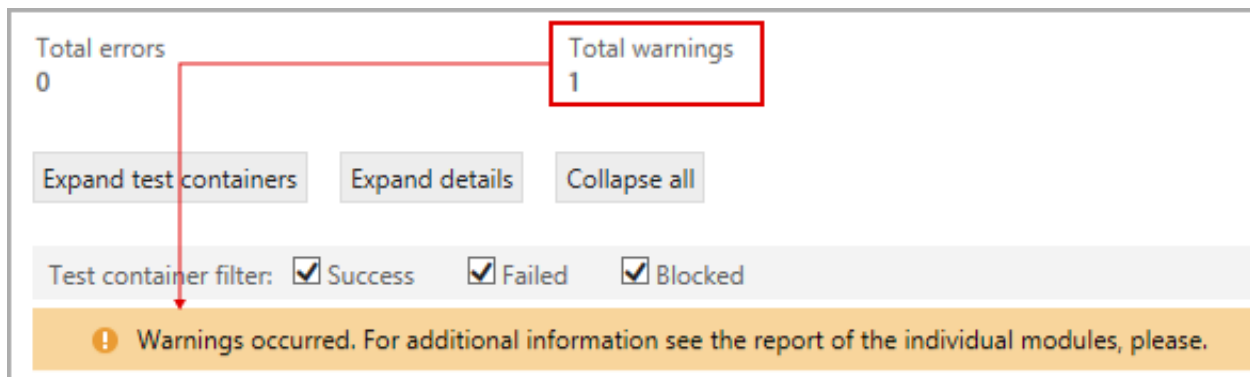 Total errors Total warnings
0 1
Expand test containers Expand details Collapse all
Test container filter: Success Failed Blocked
Warnings occurred. For additional information see the report of the individual modules, please.